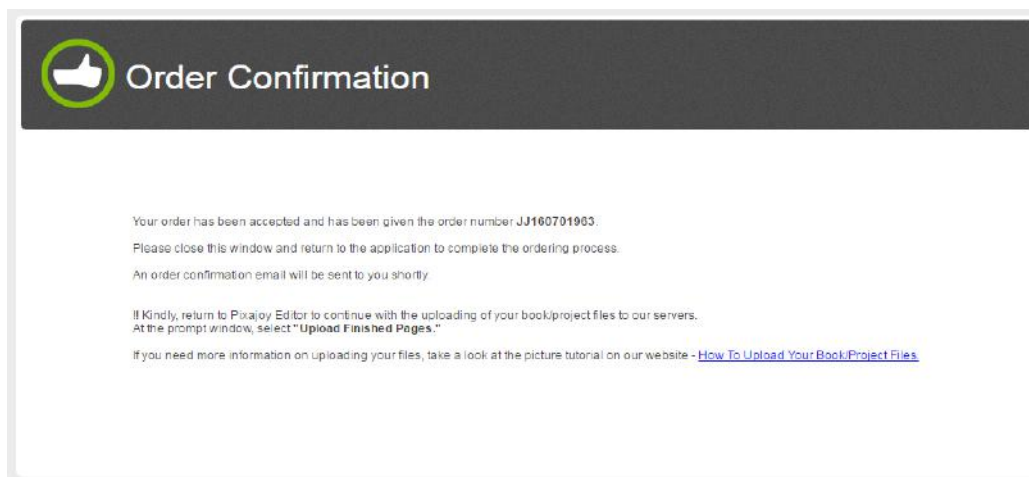 Order Confirmation
Your order has been accepted and has been given the order number JJ160701963.
Please close this window and return to the application to complete the ordering process.
An order confirmation email will be sent to you shortly.
!! Kindly, return to Pixajoy Editor to continue with the uploading of your book/project files to our servers.
At the prompt window, select "Upload Finished Pages."
If you need more information on uploading your files, take a look at the picture tutorial on our website - How To Upload Your Book/Project Files.